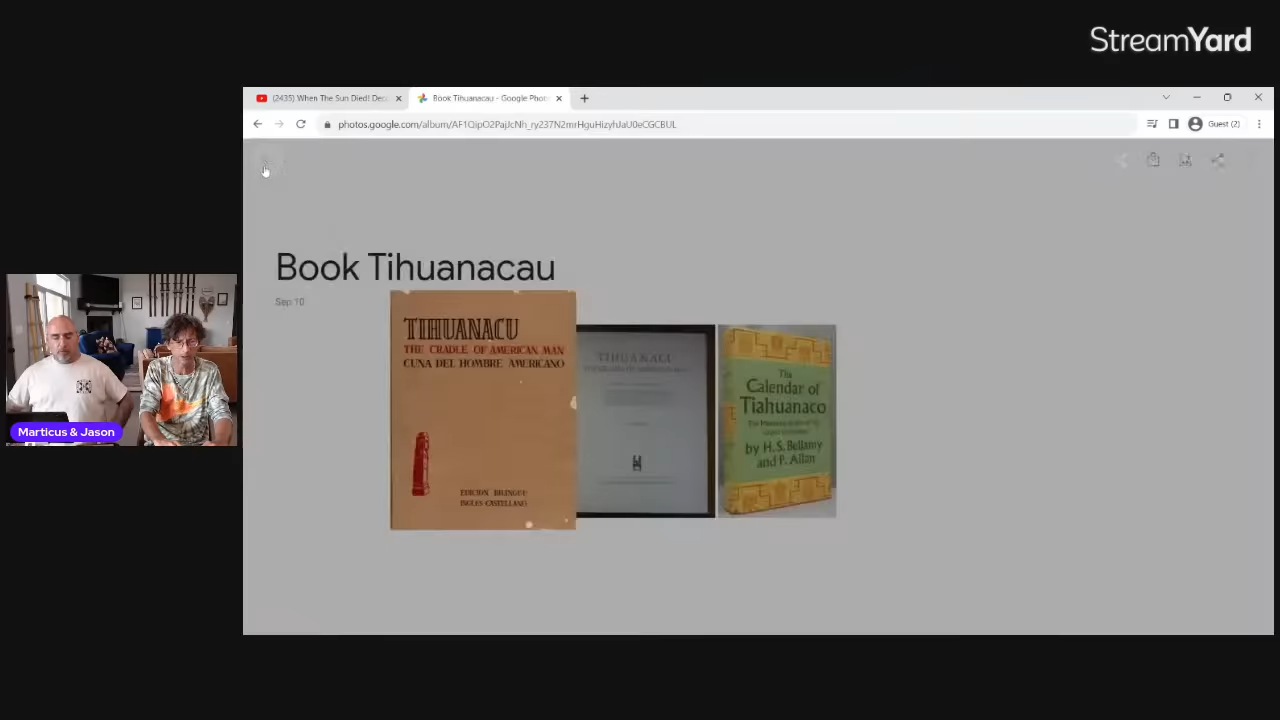 StreamYard
(2435) When The Sun Died! Dec
Book Tihuanacau - Google Phot
photos.google.com/album/
Guest (2)
Book Tihuanacau
Sep 10
TIHUANACU
THE CRADLE OF AMERICAN MAN
CUNA DEL HOMBRE AMERICANO
EDICION BILINGUE
INGLES CASTELLANO
TIHUANACU
The
Calendar of
Tiahuanaco
by H. S. Bellamy
and P. Allan
Marticus & Jason